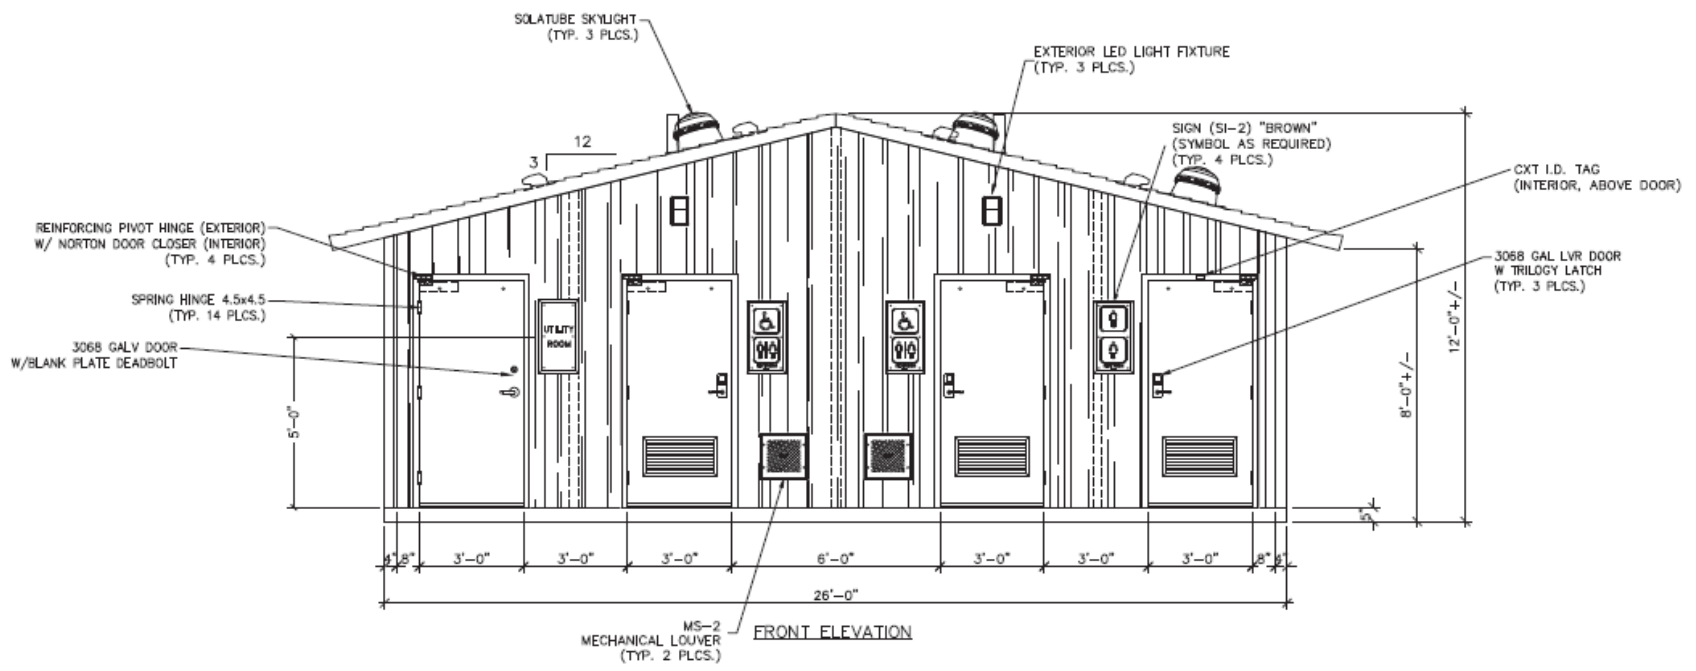 SOLATUBE SKYLIGHT
(TYP. 3 PLCS.)
EXTERIOR LED LIGHT FIXTURE
(TYP. 3 PLCS.)
SIGN (SI-2) "BROWN"
(SYMBOL AS REQUIRED)
(TYP. 4 PLCS.)
12
3
CXT I.D. TAG
(INTERIOR, ABOVE DOOR)
REINFORCING PIVOT HINGE (EXTERIOR)
W/ NORTON DOOR CLOSER (INTERIOR)
(TYP. 4 PLCS.)
3068 GAL LVR DOOR
W TRILOGY LATCH
(TYP. 3 PLCS.)
SPRING HINGE 4.5x4.5
(TYP. 14 PLCS.)
UTILITY
ROOM
3068 GALV DOOR
W/BLANK PLATE DEADBOLT
5'-0"
8'-0"+/-
12'-0"+/-
5"
4"
8"
3'-0"
3'-0"
3'-0"
6'-0"
3'-0"
3'-0"
3'-0"
8"
4"
26'-0"
MS-2
MECHANICAL LOUVER
(TYP. 2 PLCS.)
FRONT ELEVATION